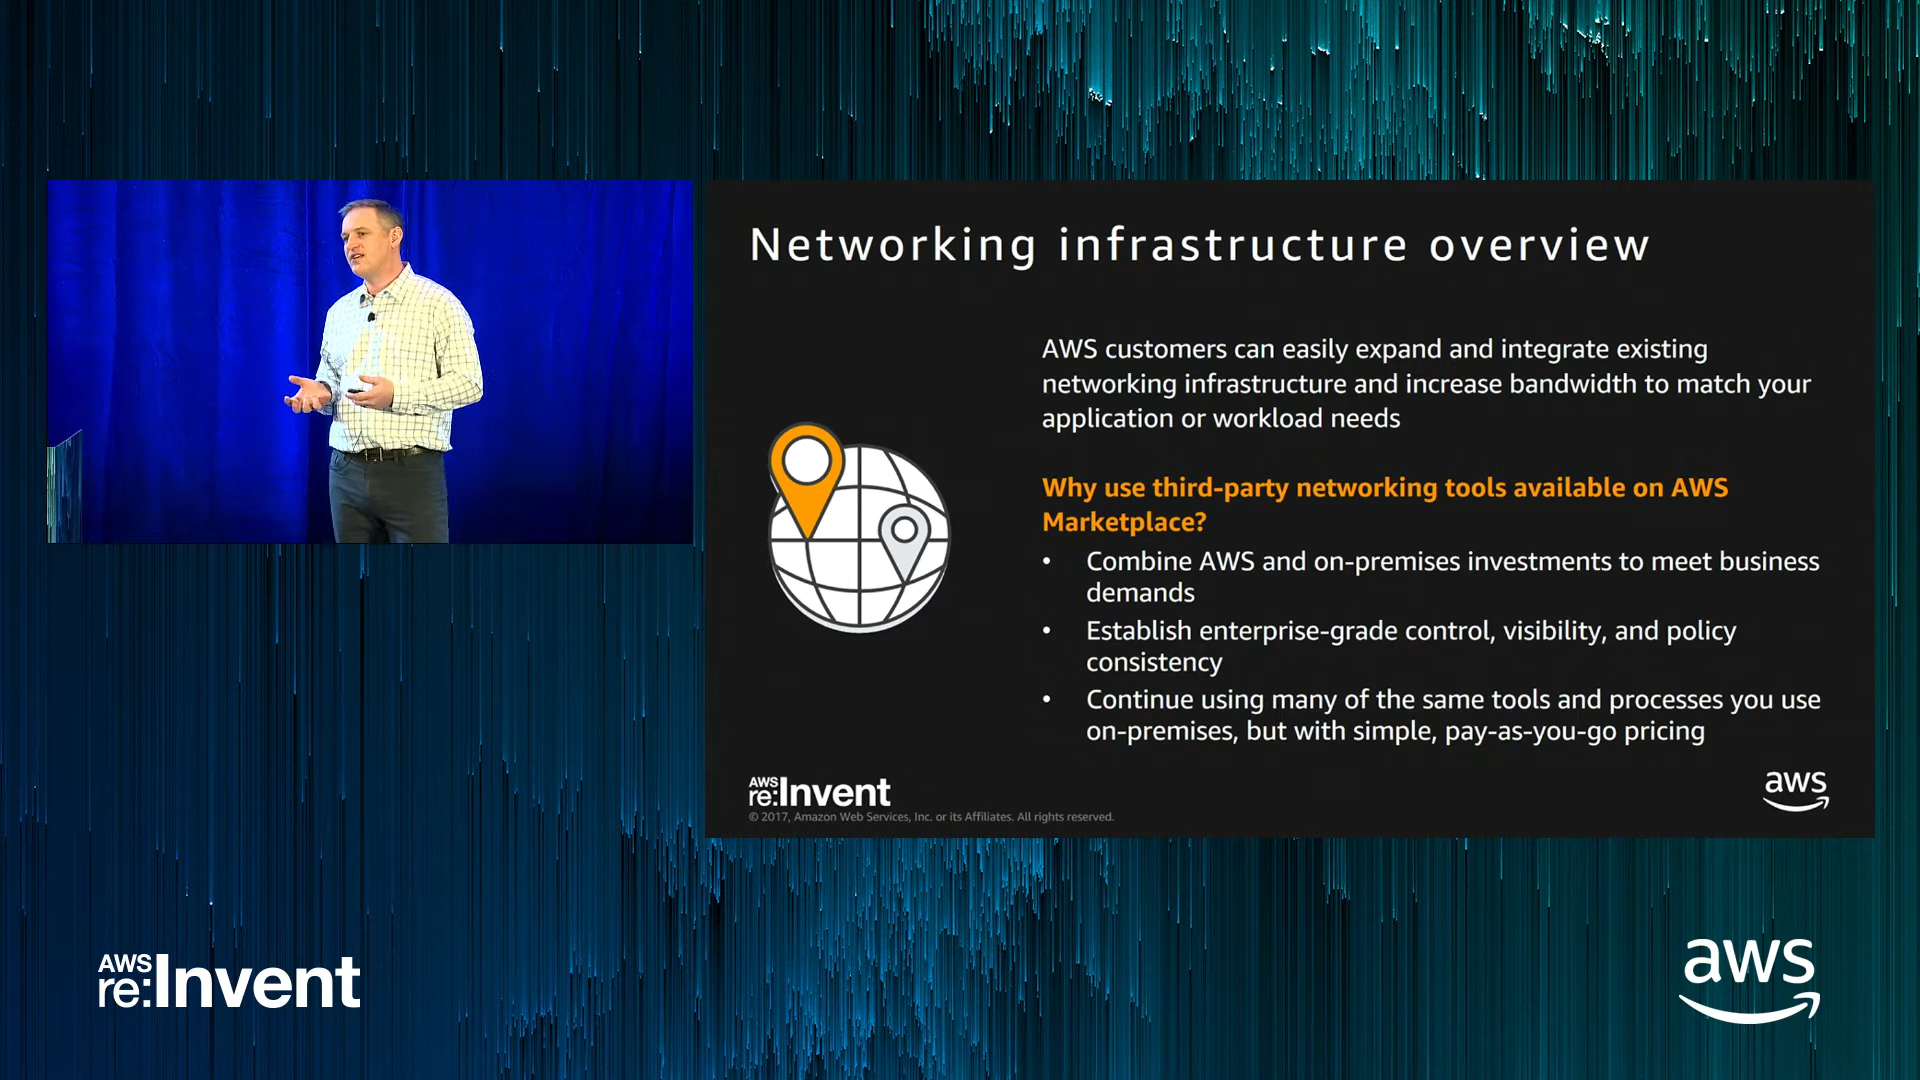 Networking infrastructure overview
AWS customers can easily expand and integrate existing
networking infrastructure and increase bandwidth to match your
application or workload needs
Why use third-party networking tools available on AWS
Marketplace?
• Combine AWS and on-premises investments to meet business
demands
• Establish enterprise-grade control, visibility, and policy
consistency
• Continue using many of the same tools and processes you use
on-premises, but with simple, pay-as-you-go pricing
AWS
re:Invent
© 2017, Amazon Web Services, Inc. or its Affiliates. All rights reserved.
aws
AWS
re:Invent
aws